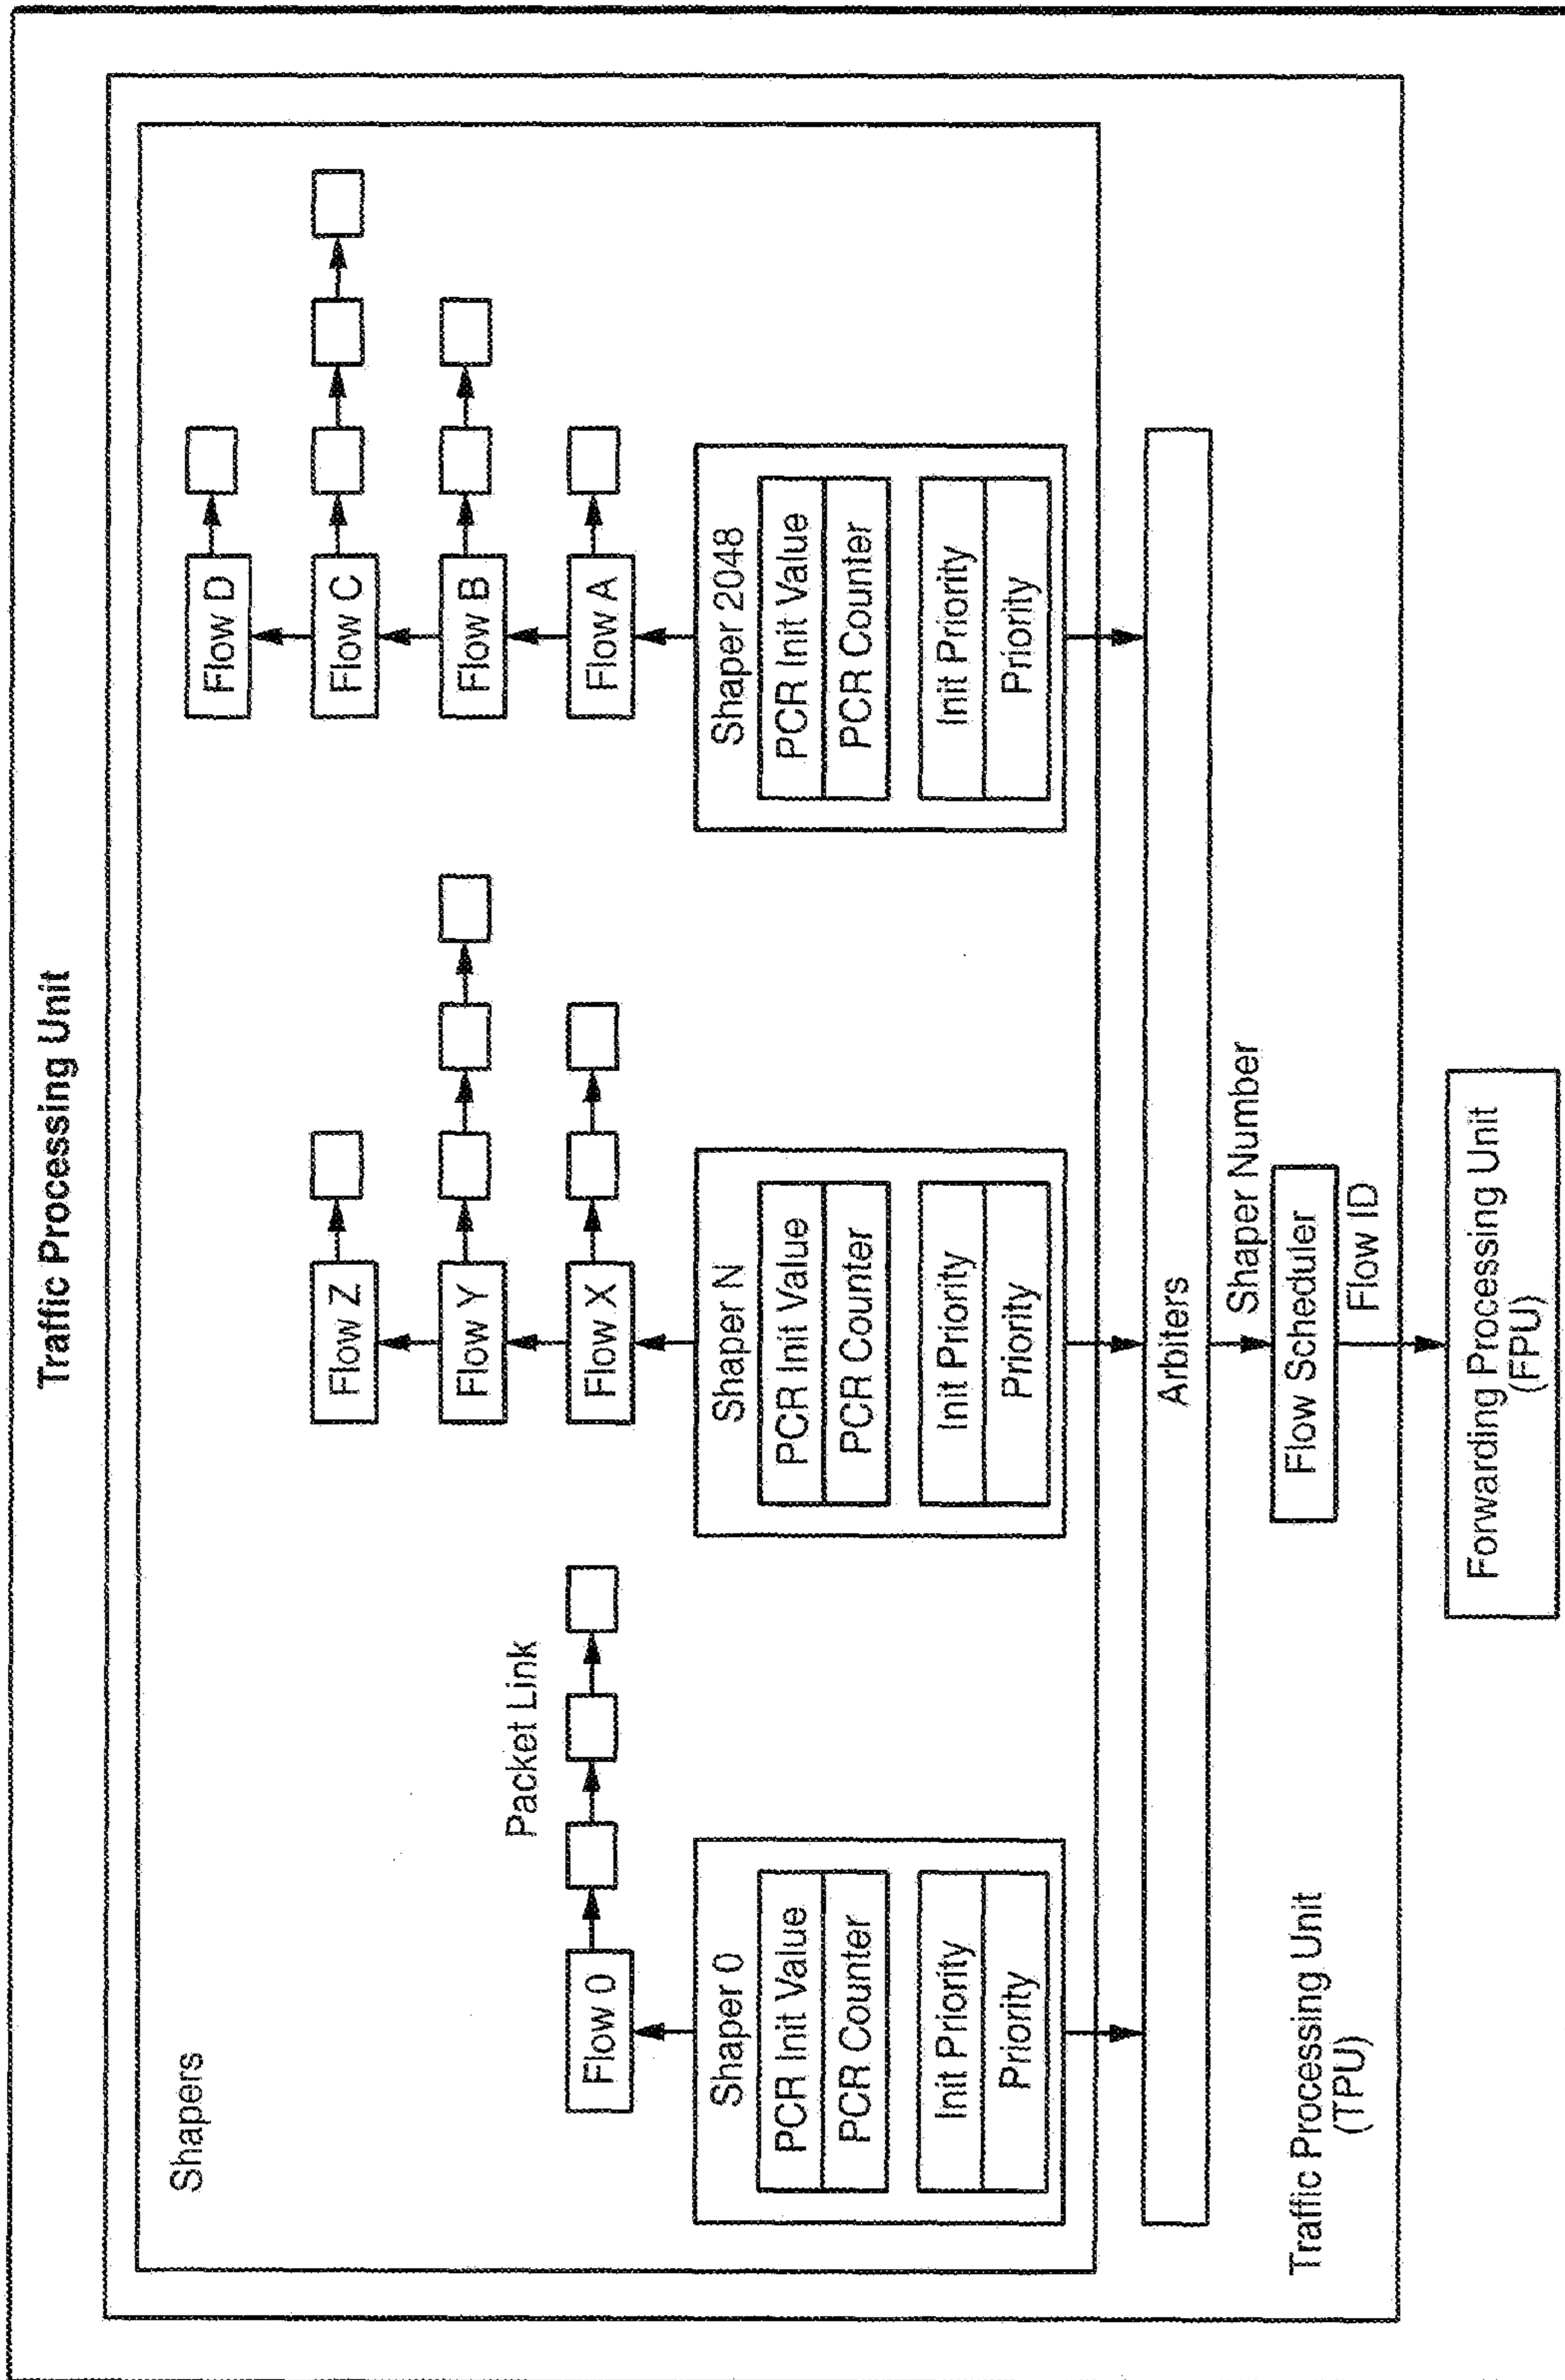 Traffic Processing Unit
Shapers
Packet Link
Flow 0
Shaper 0
PCR Init Value
PCR Counter
Init Priority
Priority
Flow Z
Flow Y
Flow X
Shaper N
PCR Init Value
PCR Counter
Init Priority
Priority
Flow D
Flow C
Flow B
Flow A
Shaper 2048
PCR Init Value
PCR Counter
Init Priority
Priority
Arbiters
Shaper Number
Flow Scheduler
Flow ID
Traffic Processing Unit
(TPU)
Forwarding Processing Unit
(FPU)